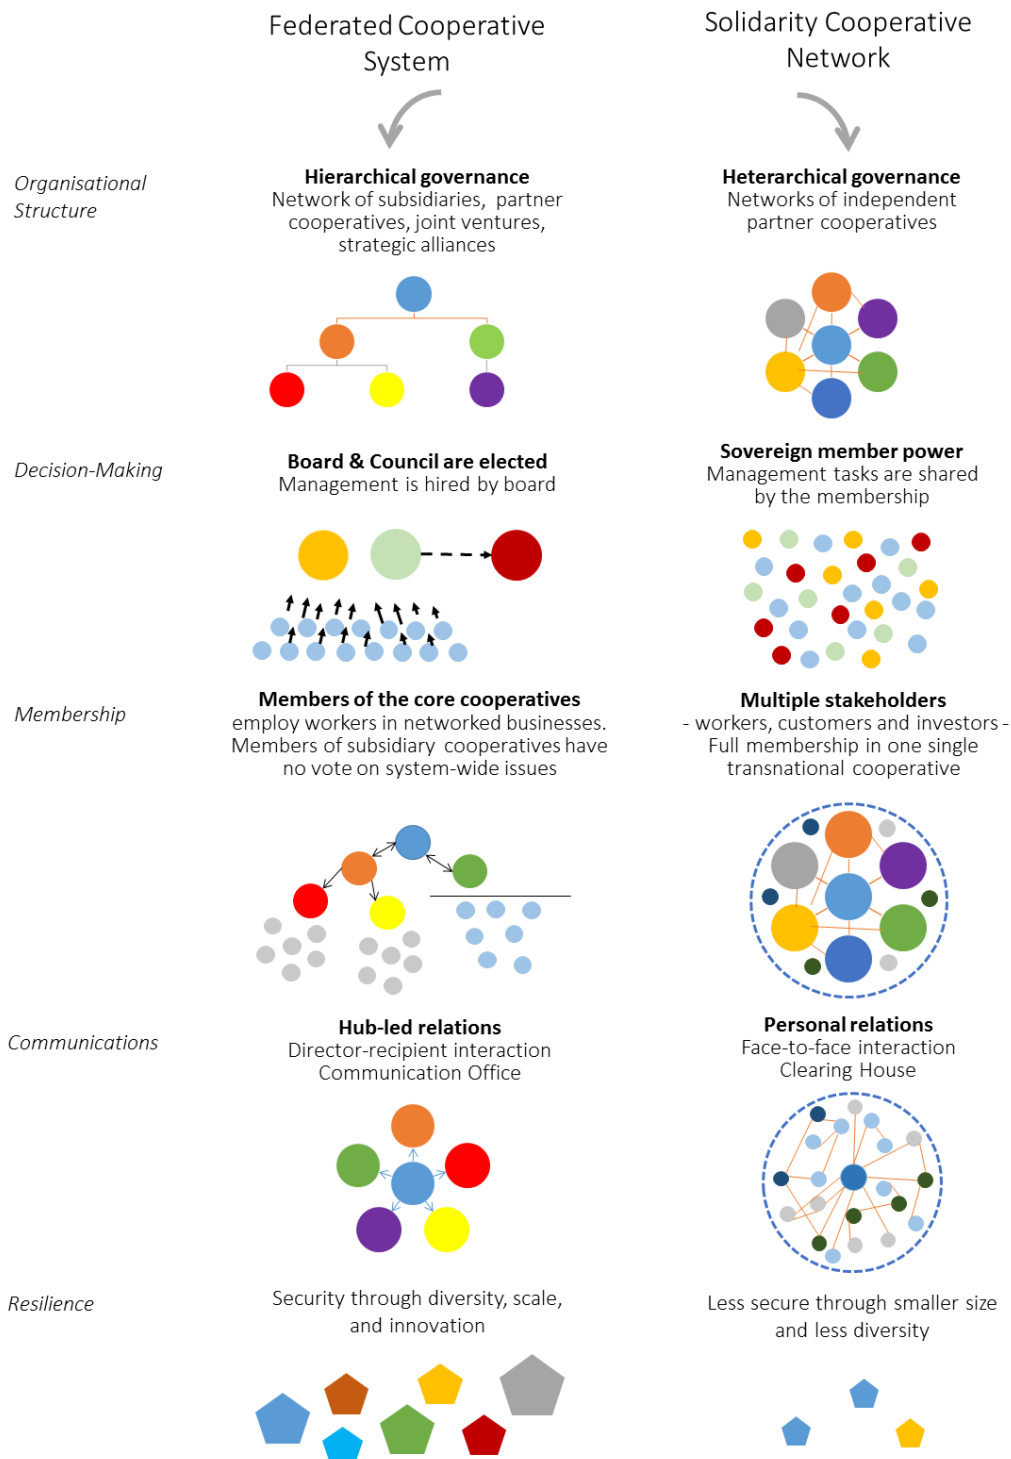 Federated Cooperative
System
Solidarity Cooperative
Network
Organisational
Structure
Hierarchical governance
Network of subsidiaries, partner
cooperatives, joint ventures,
strategic alliances
Heterarchical governance
Networks of independent
partner cooperatives
Decision-Making
Board & Council are elected
Management is hired by board
Sovereign member power
Management tasks are shared
by the membership
Membership
Members of the core cooperatives
employ workers in networked businesses.
Members of subsidiary cooperatives have
no vote on system-wide issues
Multiple stakeholders
- workers, customers and investors -
Full membership in one single
transnational cooperative
Communications
Hub-led relations
Director-recipient interaction
Communication Office
Personal relations
Face-to-face interaction
Clearing House
Resilience
Security through diversity, scale,
and innovation
Less secure through smaller size
and less diversity